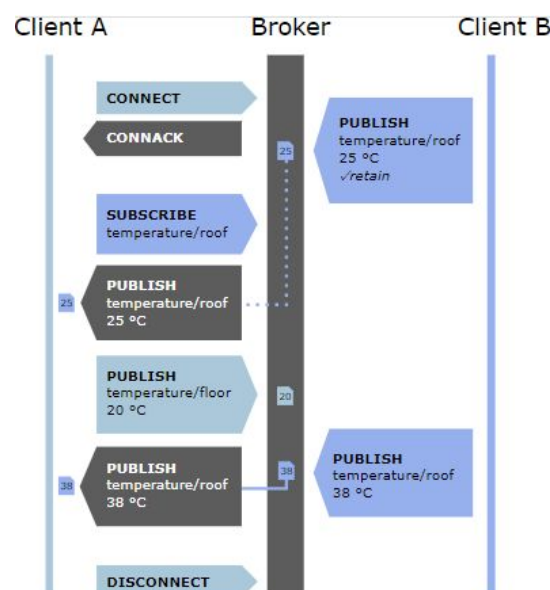 Client A Broker Client B
CONNECT
CONNACK
PUBLISH
temperature/roof
25 °C
✓retain
25
SUBSCRIBE
temperature/roof
PUBLISH
temperature/roof
25 °C
25
PUBLISH
temperature/floor
20 °C
20
PUBLISH
temperature/roof
38 °C
38
PUBLISH
temperature/roof
38 °C
38
DISCONNECT